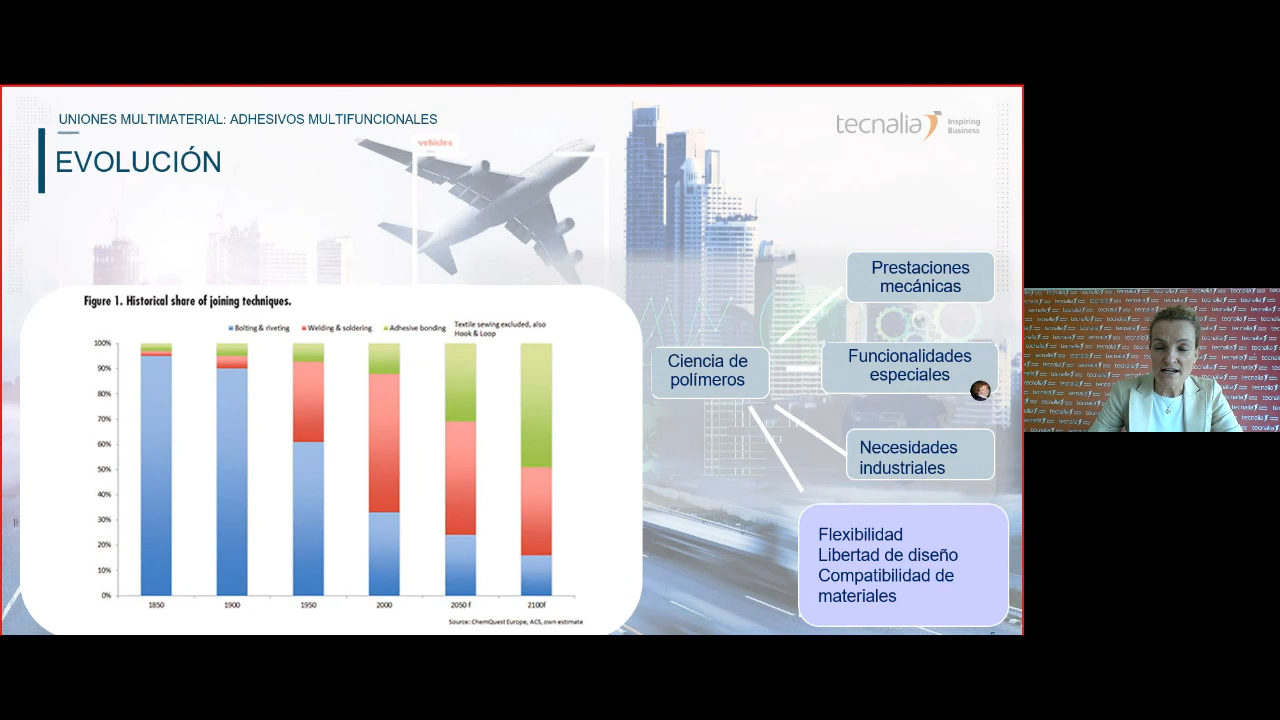 UNIONES MULTIMATERIAL: ADHESIVOS MULTIFUNCIONALES
EVOLUCIÓN
vehicles
tecnalia
Inspiring
Business
Figure 1. Historical share of joining techniques.
Bolting & riveting
Welding & soldering
Adhesive bonding
Textile sewing excluded, also
Hook & Loop
100%
90%
80%
70%
60%
50%
40%
30%
20%
10%
0%
1850
1900
1950
2000
2050 f
2100f
Source: ChemQuest Europe, ACS, own estimate
Ciencia de
polímeros
Prestaciones
mecánicas
Funcionalidades
especiales
Necesidades
industriales
Flexibilidad
Libertad de diseño
Compatibilidad de
materiales